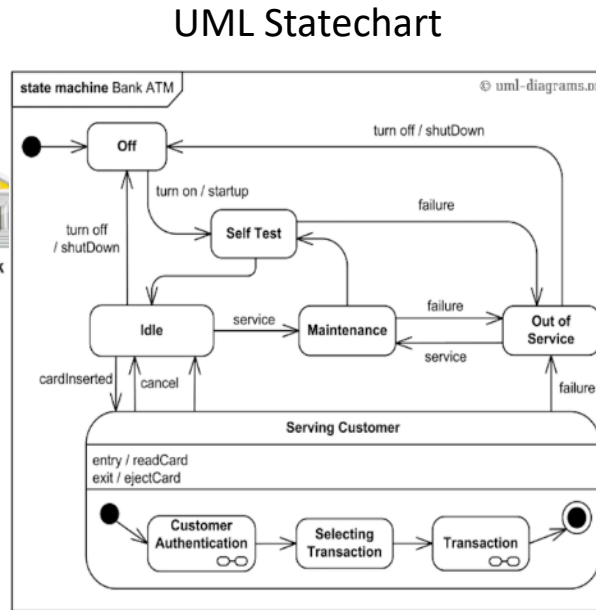 UML Statechart
state machine Bank ATM
© uml-diagrams.o
turn off / shutDown
Off
turn on / startup
failure
turn off
/ shutDown
Self Test
k
Idle
service
Maintenance
failure
service
Out of
Service
cardInserted
cancel
failure
Serving Customer
entry / readCard
exit / ejectCard
Customer
Authentication
Selecting
Transaction
Transaction